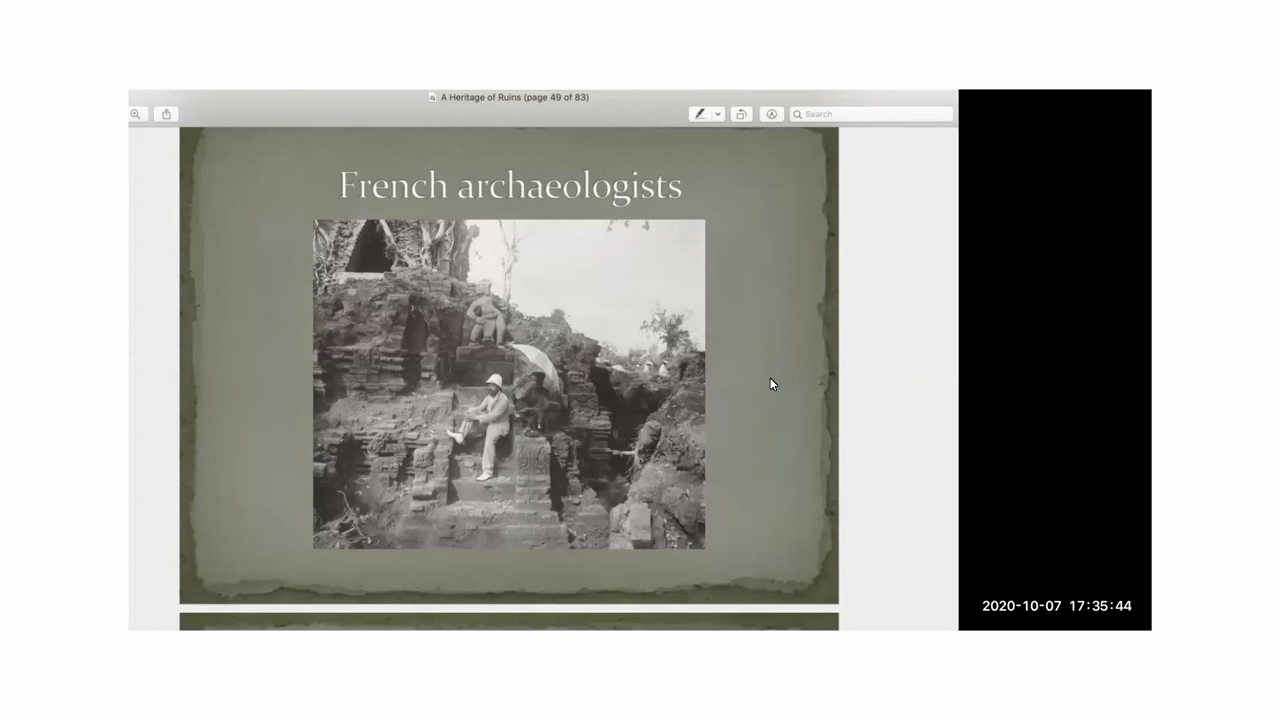 A Heritage of Ruins (page 49 of 83)
Search
French archaeologists
2020-10-07 17:35:44